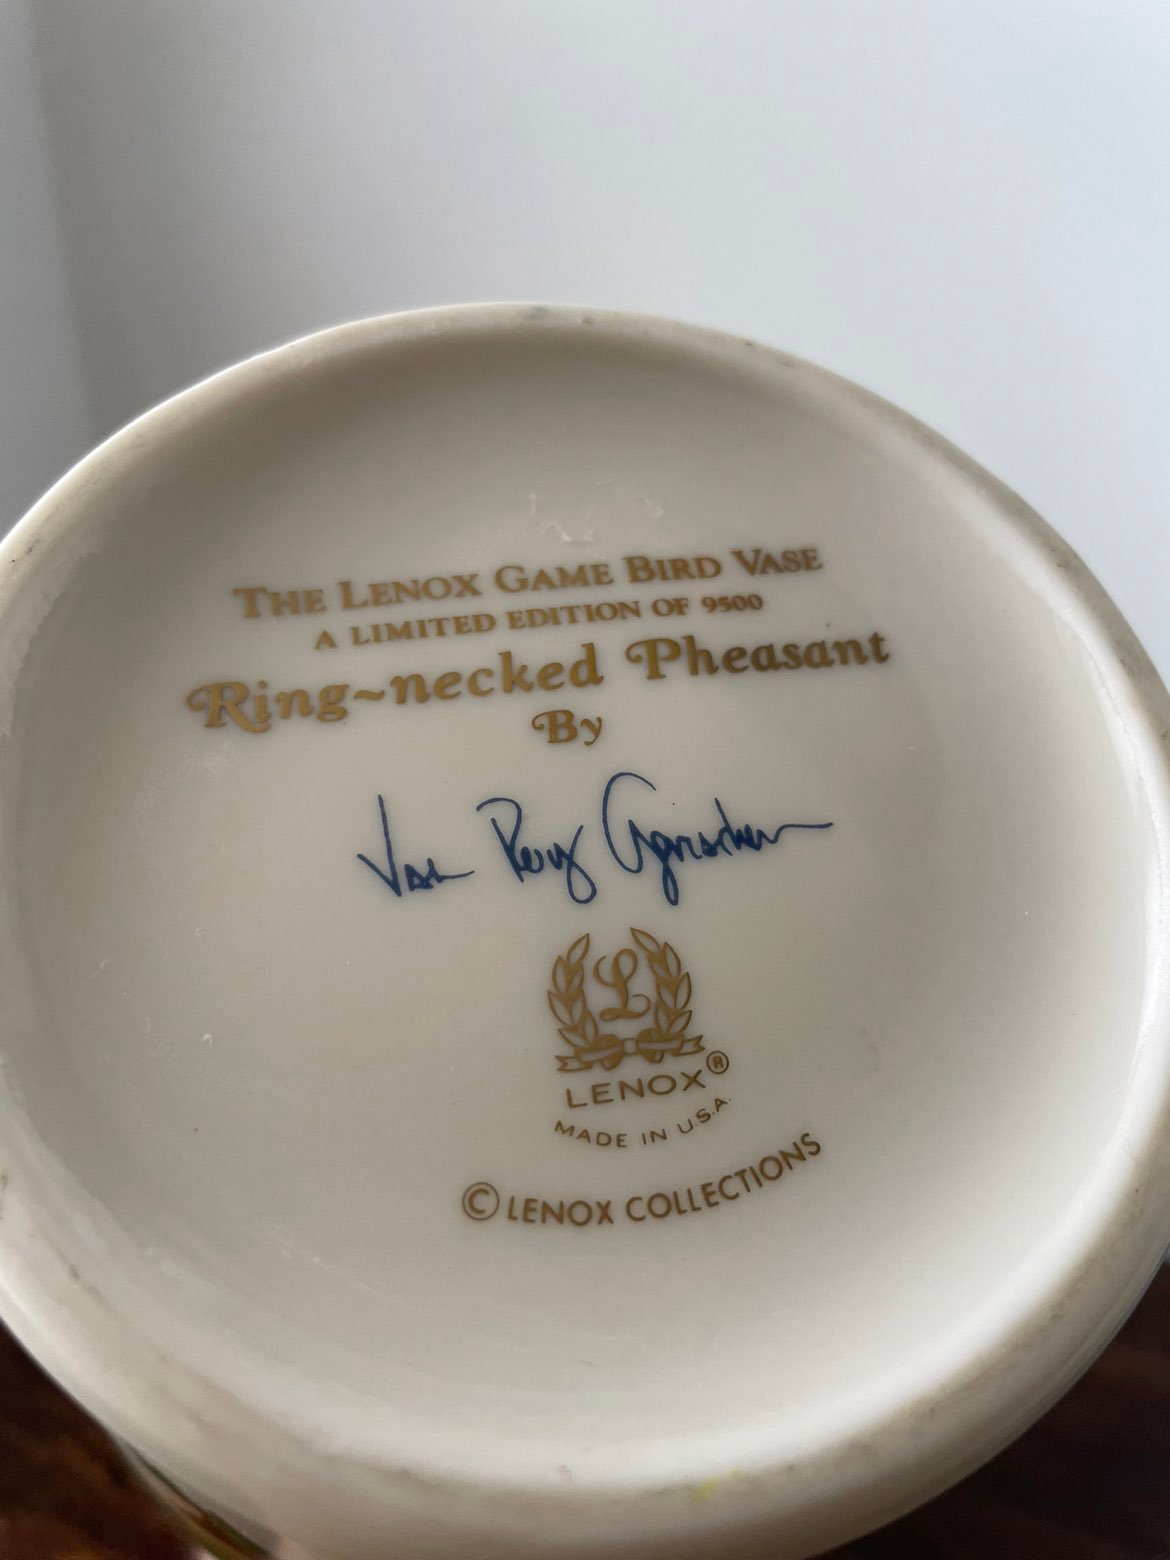 THE LENOX GAME BIRD VASE
A LIMITED EDITION OF 9500
Ring~necked Pheasant
By
L
LENOX®
MADE IN U.S.A.
© LENOX COLLECTIONS